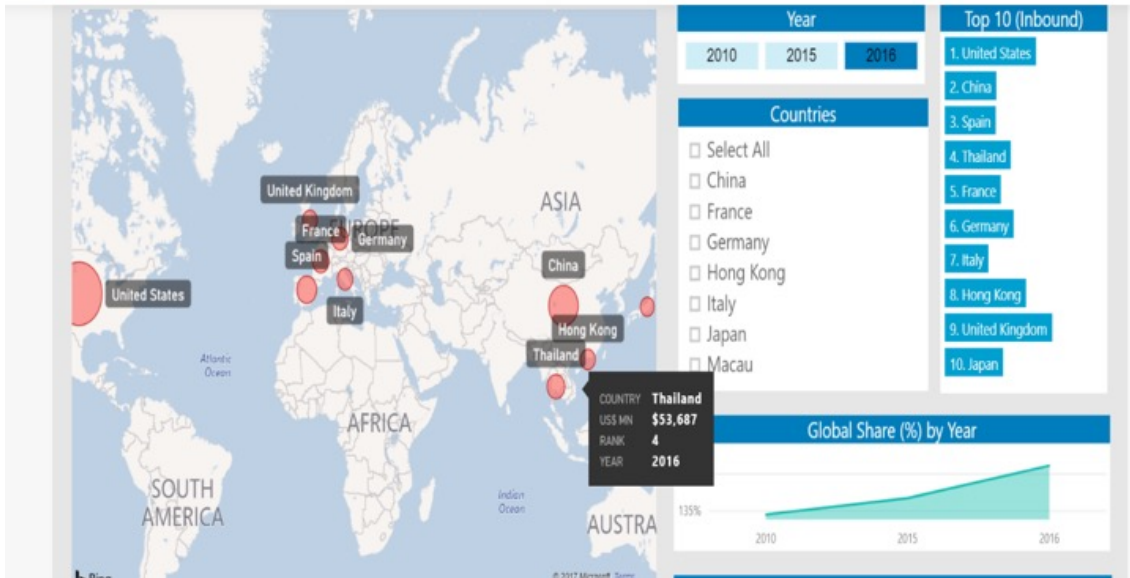 United Kingdom
France
EUROPE
Germany
Spain
Italy
United States
Atlantic
Ocean
ASIA
China
Hong Kong
Thailand
AFRICA
SOUTH
AMERICA
Indian
Ocean
AUSTRA
Bing
© 2017 Microsoft Terms
COUNTRY Thailand
US$ MN $53,687
RANK 4
YEAR 2016
Year
2010 2015 2016
Countries
Select All
China
France
Germany
Hong Kong
Italy
Japan
Macau
Top 10 (Inbound)
1. United States
2. China
3. Spain
4. Thailand
5. France
6. Germany
7. Italy
8. Hong Kong
9. United Kingdom
10. Japan
Global Share (%) by Year
135%
2010 2015 2016